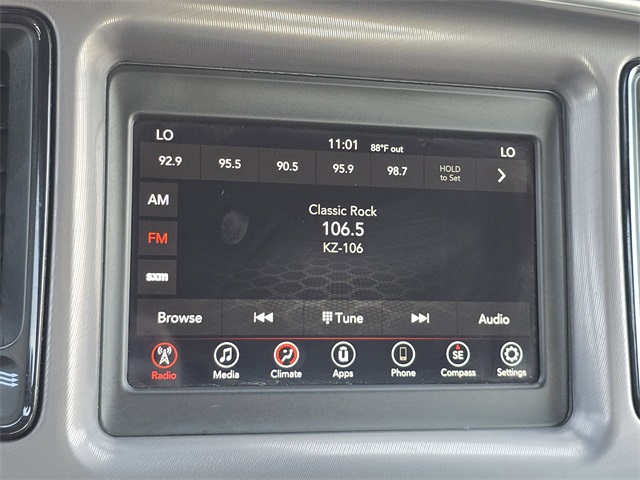 LO 11:01 88°F out LO
92.9 95.5 90.5 95.9 98.7 HOLD to Set >
AM
FM
sxm
Classic Rock
106.5
KZ-106
Browse Tune Audio
SE
Radio Media Climate Apps Phone Compass Settings